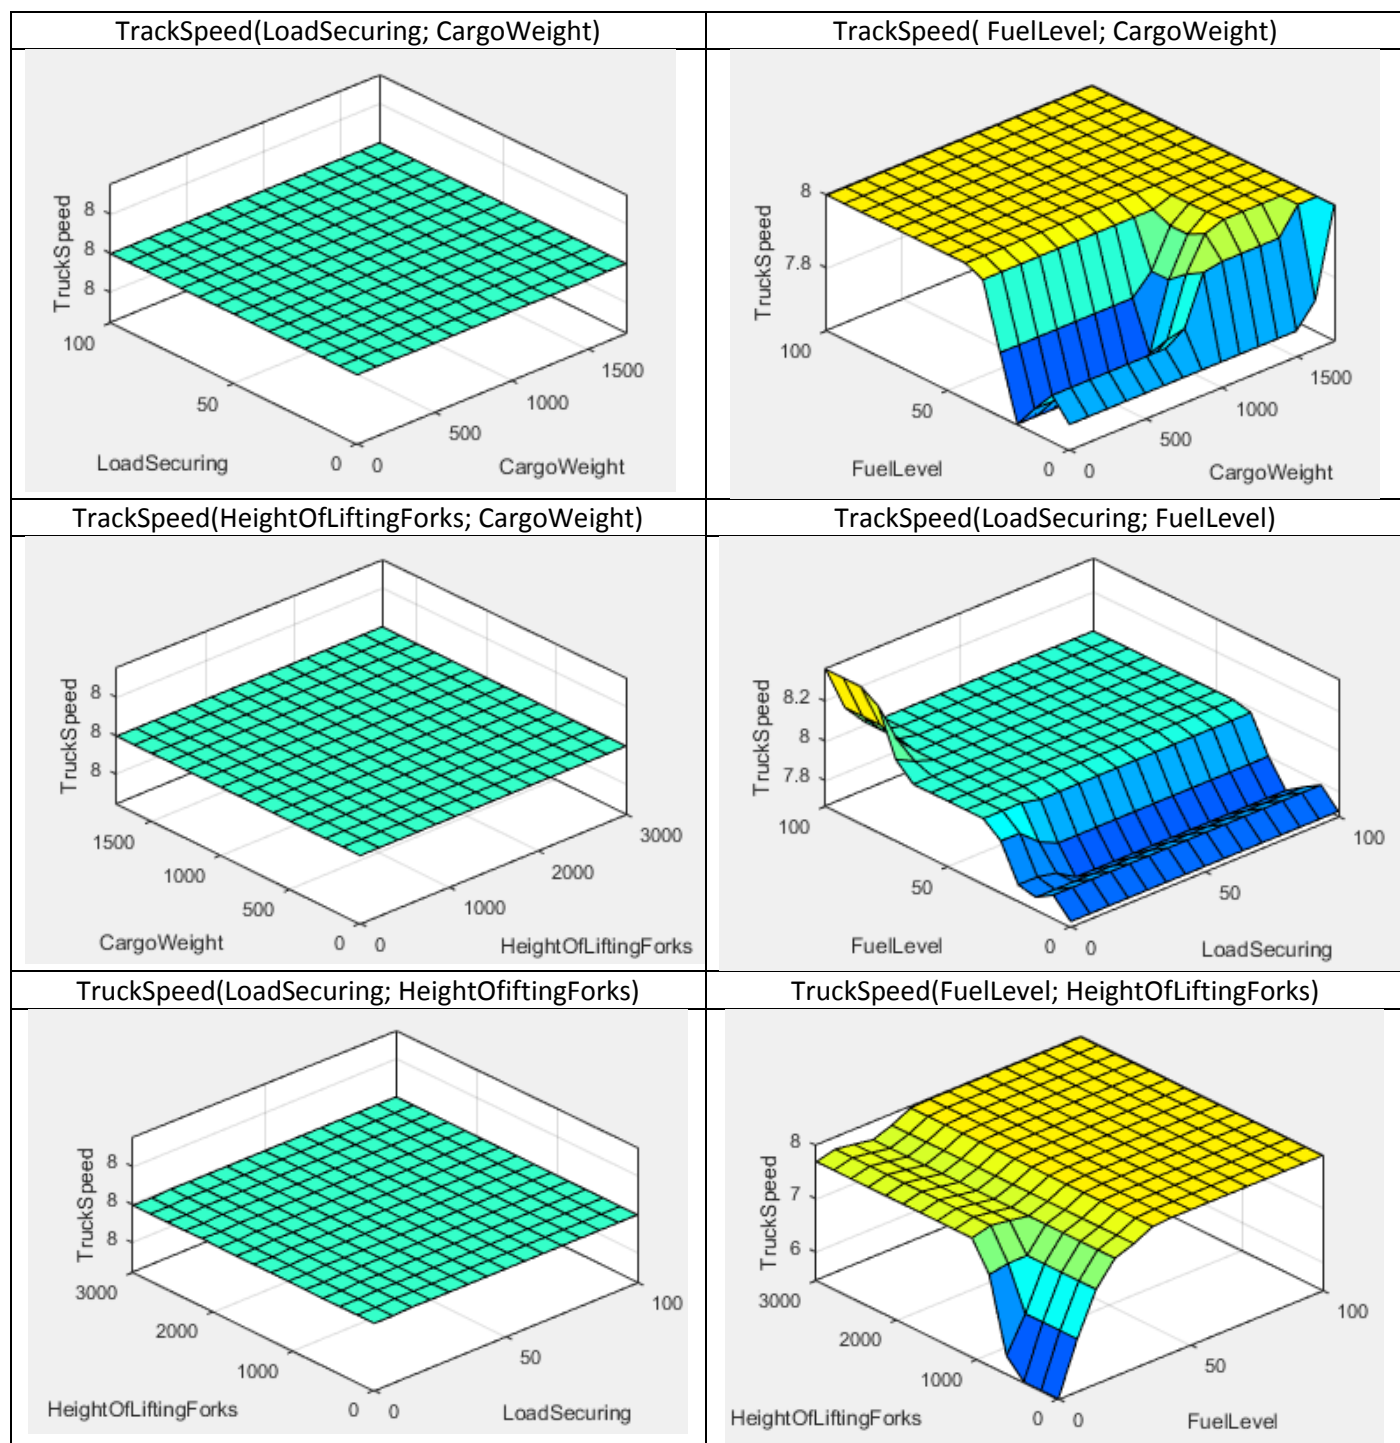 TrackSpeed(LoadSecuring; CargoWeight)
TrackSpeed( FuelLevel; CargoWeight)
TruckSpeed
8
8
8
100
50
0
0
500
1000
1500
LoadSecuring
CargoWeight
TruckSpeed
8
7.8
100
50
0
0
500
1000
1500
FuelLevel
CargoWeight
TrackSpeed(HeightOfLiftingForks; CargoWeight)
TrackSpeed(LoadSecuring; FuelLevel)
TruckSpeed
8
8
8
1500
1000
500
0
0
1000
2000
3000
CargoWeight
HeightOfLiftingForks
TruckSpeed
8.2
8
7.8
100
50
0
0
50
100
FuelLevel
LoadSecuring
TruckSpeed(LoadSecuring; HeightOfiftingForks)
TruckSpeed(FuelLevel; HeightOfLiftingForks)
TruckSpeed
8
8
8
3000
2000
1000
0
0
50
100
HeightOfLiftingForks
LoadSecuring
TruckSpeed
8
7
6
3000
2000
1000
0
0
50
100
HeightOfLiftingForks
FuelLevel